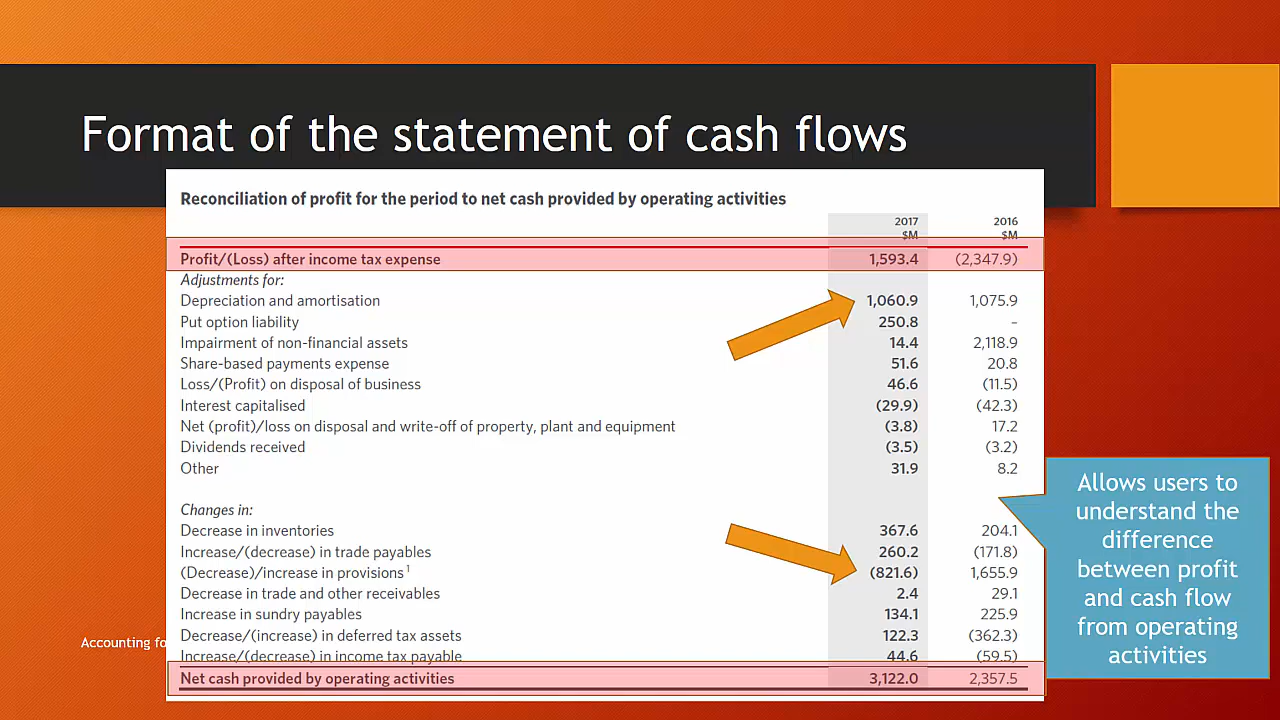 Format of the statement of cash flows
Reconciliation of profit for the period to net cash provided by operating activities
2017 2016
$M $M
Profit/(Loss) after income tax expense 1,593.4 (2,347.9)
Adjustments for:
Depreciation and amortisation 1,060.9 1,075.9
Put option liability 250.8 –
Impairment of non-financial assets 14.4 2,118.9
Share-based payments expense 51.6 20.8
Loss/(Profit) on disposal of business 46.6 (11.5)
Interest capitalised (29.9) (42.3)
Net (profit)/loss on disposal and write-off of property, plant and equipment (3.8) 17.2
Dividends received (3.5) (3.2)
Other 31.9 8.2
Changes in:
Decrease in inventories 367.6 204.1
Increase/(decrease) in trade payables 260.2 (171.8)
(Decrease)/increase in provisions¹ (821.6) 1,655.9
Decrease in trade and other receivables 2.4 29.1
Increase in sundry payables 134.1 225.9
Decrease/(increase) in deferred tax assets 122.3 (362.3)
Increase/(decrease) in income tax payable 44.6 (59.5)
Net cash provided by operating activities 3,122.0 2,357.5
Allows users to
understand the
difference
between profit
and cash flow
from operating
activities
Accounting fo